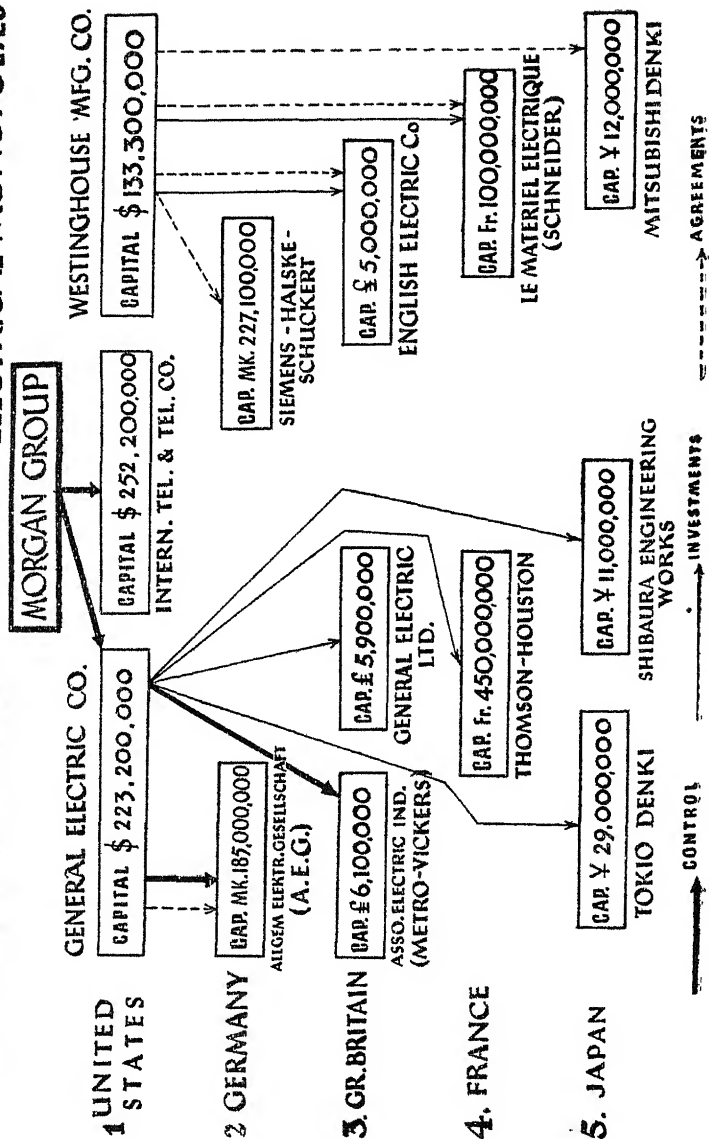 MORGAN GROUP
GENERAL ELECTRIC CO.
CAPITAL $ 223,200,000
CAPITAL $ 252,200,000
INTERN. TEL. & TEL. CO.
WESTINGHOUSE MFG. CO.
CAPITAL $ 133,300,000
1 UNITED
STATES
2 GERMANY
CAP. MK. 187,000,000
ALLGEM ELEKTR. GESELLSCHAFT
(A.E.G.)
CAP. MK. 227,100,000
SIEMENS - HALSKE-
SCHUCKERT
3. GR. BRITAIN
CAP. £ 6,100,000
ASSO. ELECTRIC IND.
(METRO-VICKERS)
CAP. £ 5,900,000
GENERAL ELECTRIC
LTD.
CAP. £ 5,000,000
ENGLISH ELECTRIC Co
4. FRANCE
CAP. Fr. 450,000,000
THOMSON-HOUSTON
CAP. Fr. 100,000,000
LE MATERIEL ELECTRIQUE
(SCHNEIDER)
5. JAPAN
CAP. ¥ 29,000,000
TOKIO DENKI
CAP. ¥ 11,000,000
SHIBAURA ENGINEERING
WORKS
CAP. ¥ 12,000,000
MITSUBISHI DENKI
CONTROL
INVESTMENTS
AGREEMENTS